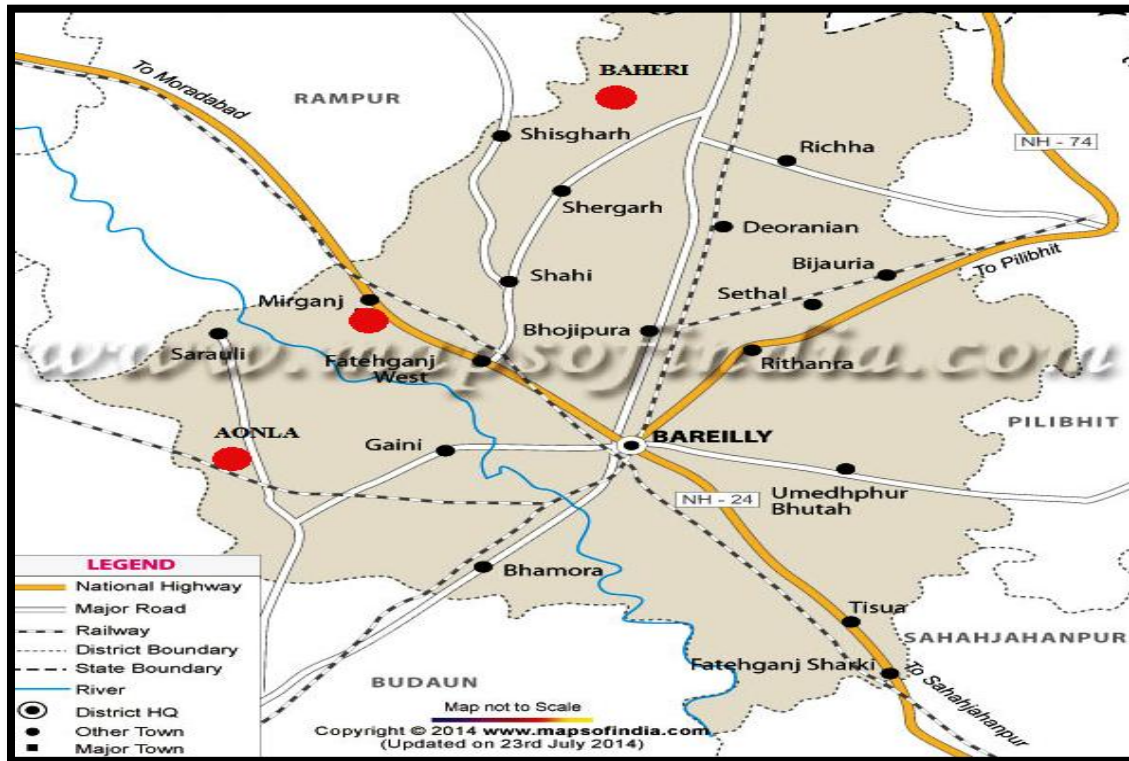 To Moradabad
RAMPUR
BAHERI
Shisgharh
Richha
NH - 74
Shergarh
Deoranian
Bijauria
To Pilibhit
Shahi
Sethal
Mirganj
Bhojipura
Sarauli
www.mapsofindia.com
Fatehganj
West
Rithanra
AONLA
Gaini
BAREILLY
PILIBHIT
NH - 24
Umedhphur
Bhutah
Bhamora
Tisua
SAHAHJAHANPUR
Fatehganj Sharki
To Sahahjahanpur
BUDAUN
LEGEND
National Highway
Major Road
Railway
District Boundary
State Boundary
River
District HQ
Other Town
Major Town
Map not to Scale
Copyright © 2014 www.mapsofindia.com
(Updated on 23rd July 2014)